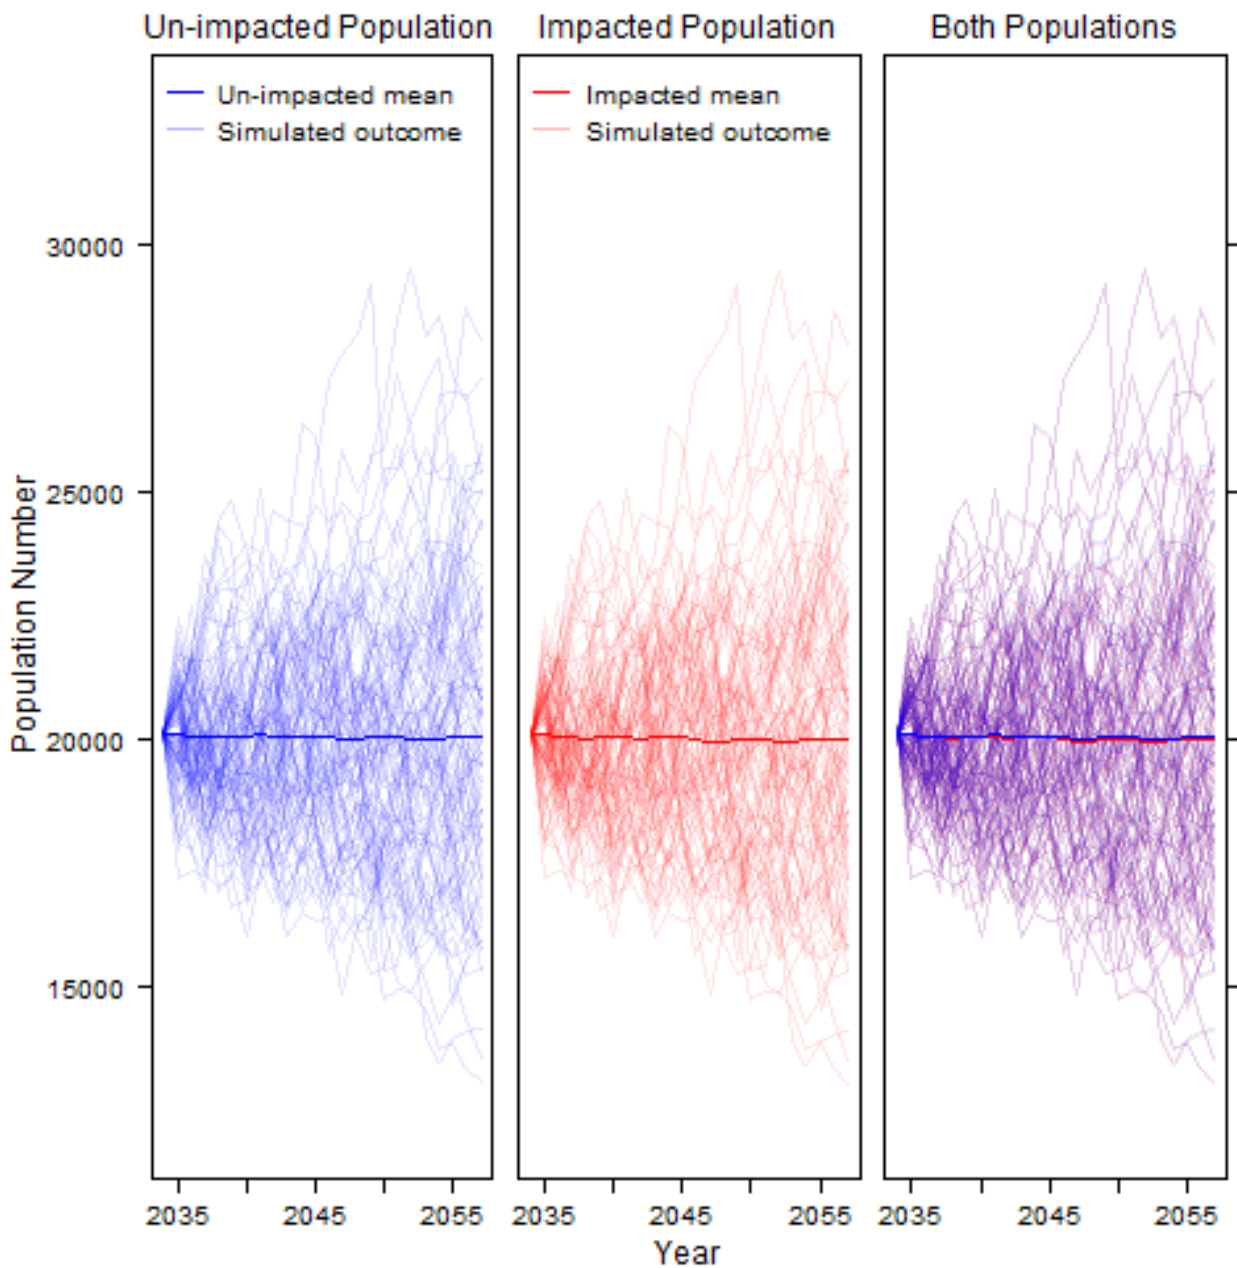 Un-impacted Population Impacted Population Both Populations
Un-impacted mean
Simulated outcome
Impacted mean
Simulated outcome
Population Number
30000
25000
20000
15000
2035 2045 2055 2035 2045 2055 2035 2045 2055
Year